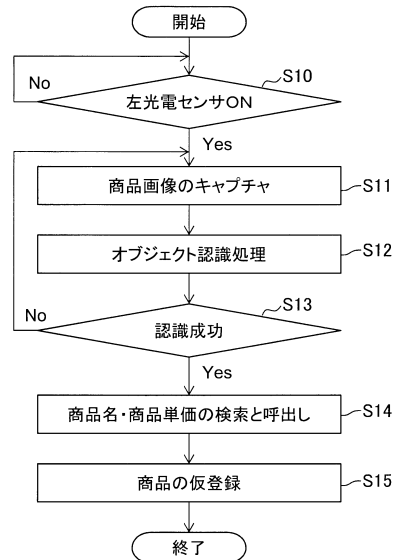 開始
S10
No
左光電センサON
Yes
商品画像のキャプチャ
S11
オブジェクト認識処理
S12
S13
No
認識成功
Yes
商品名・商品単価の検索と呼出し
S14
商品の仮登録
S15
終了